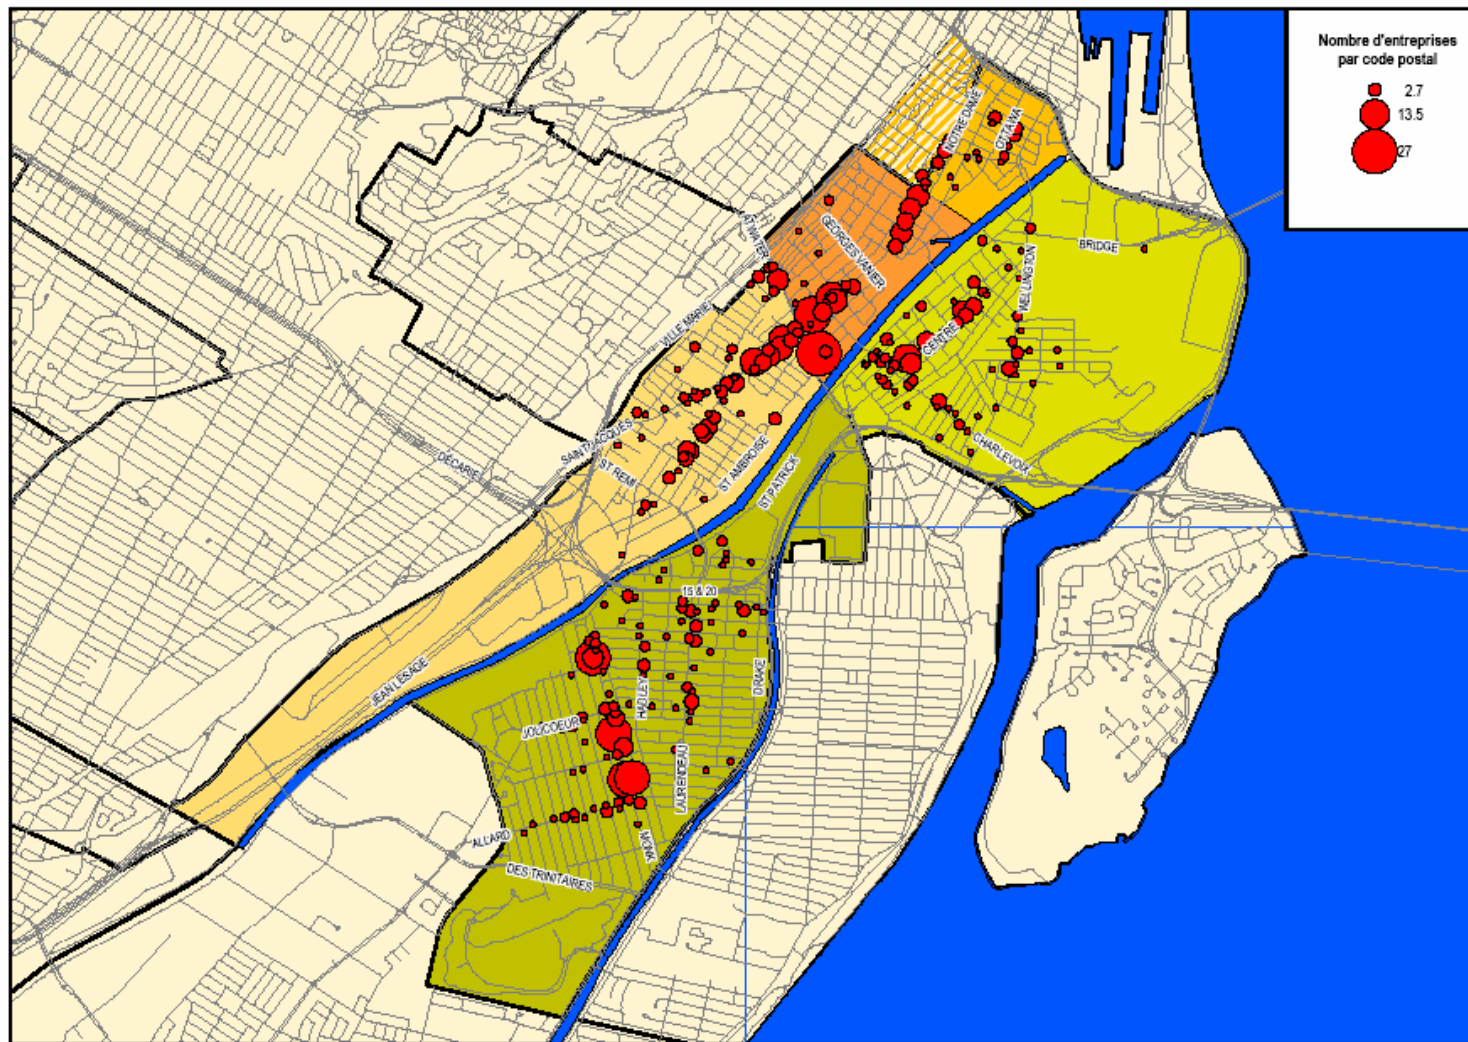 Nombre d'entreprises
par code postal
2.7
13.5
27
NOTRE DAME
OTTAWA
ATWATER
GEORGES VANIER
BRIDGE
WELLINGTON
VILLE MARIE
CENTRE
SAINT JACQUES
DÉCARIE
ST REMI
ST AMBROISE
ST PATRICK
CHARLEVOIX
15 & 20
JEAN LESAGE
HADLEY
DRAKE
JOLICOEUR
LAURENDEAU
ALLARD
MONK
DES TRINITAIRES